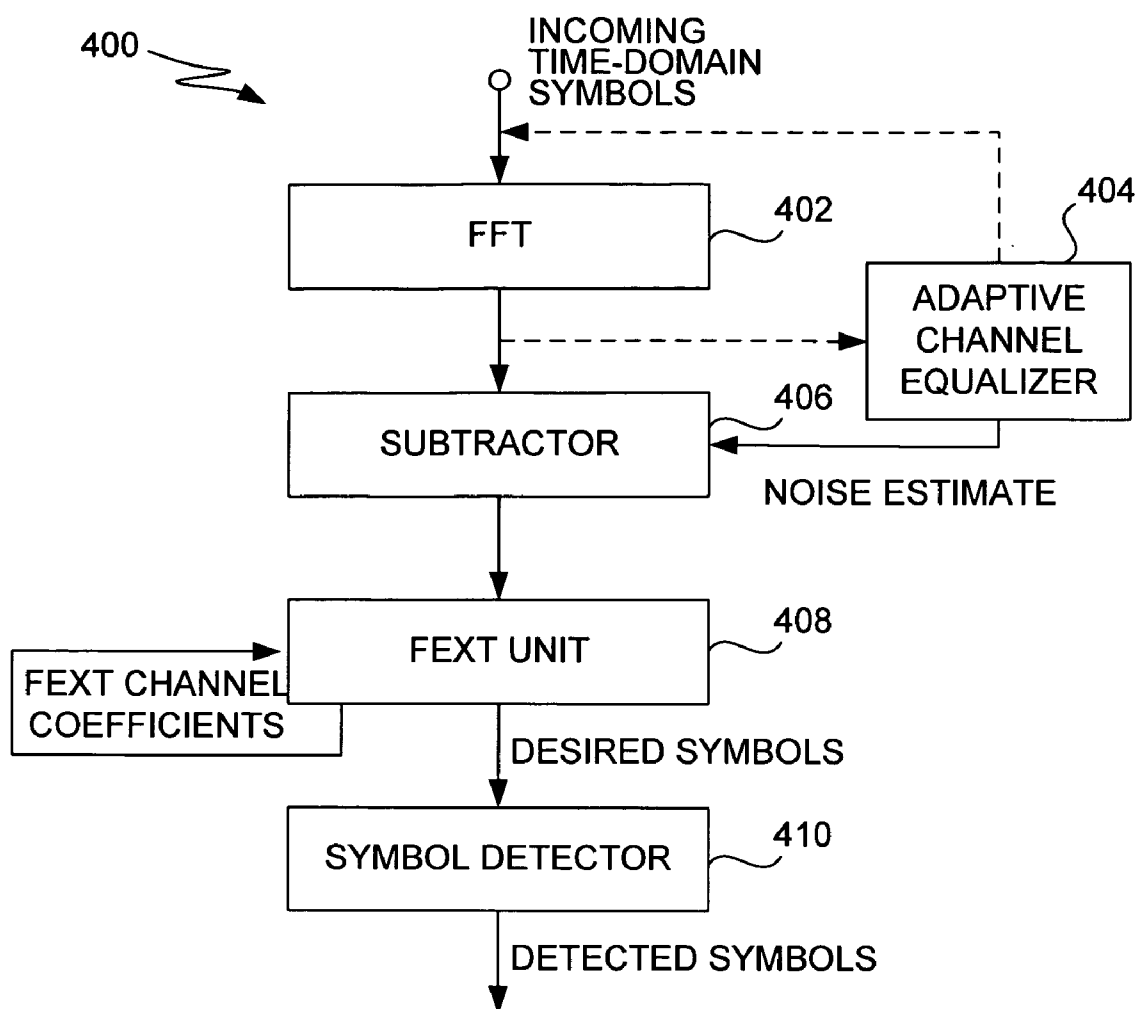 400
INCOMING
TIME-DOMAIN
SYMBOLS
FFT
402
404
ADAPTIVE
CHANNEL
EQUALIZER
SUBTRACTOR
406
NOISE ESTIMATE
FEXT UNIT
408
FEXT CHANNEL
COEFFICIENTS
DESIRED SYMBOLS
SYMBOL DETECTOR
410
DETECTED SYMBOLS